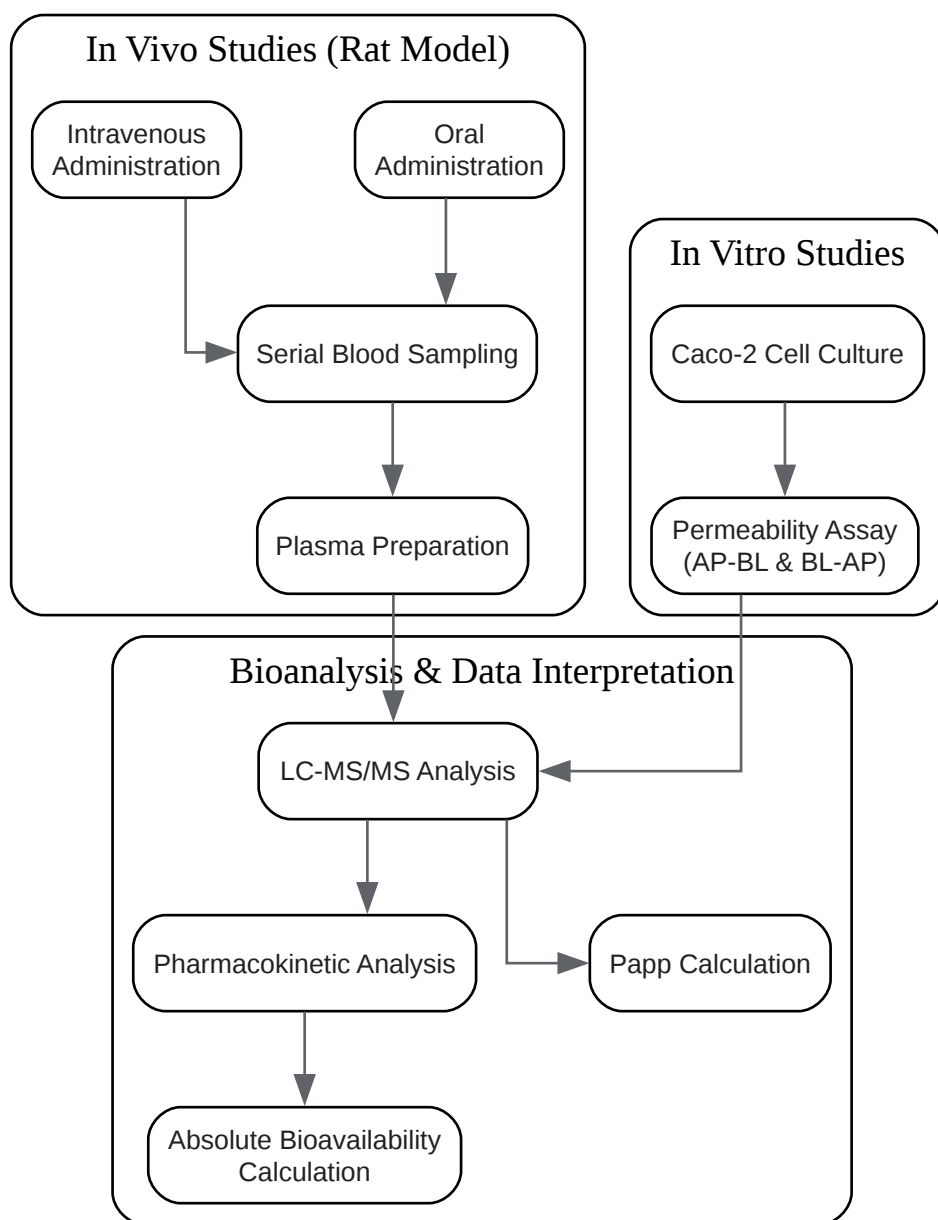 In Vivo Studies (Rat Model)
Intravenous
Administration
Oral
Administration
Serial Blood Sampling
Plasma Preparation
In Vitro Studies
Caco-2 Cell Culture
Permeability Assay
(AP-BL & BL-AP)
Bioanalysis & Data Interpretation
LC-MS/MS Analysis
Pharmacokinetic Analysis
Papp Calculation
Absolute Bioavailability
Calculation